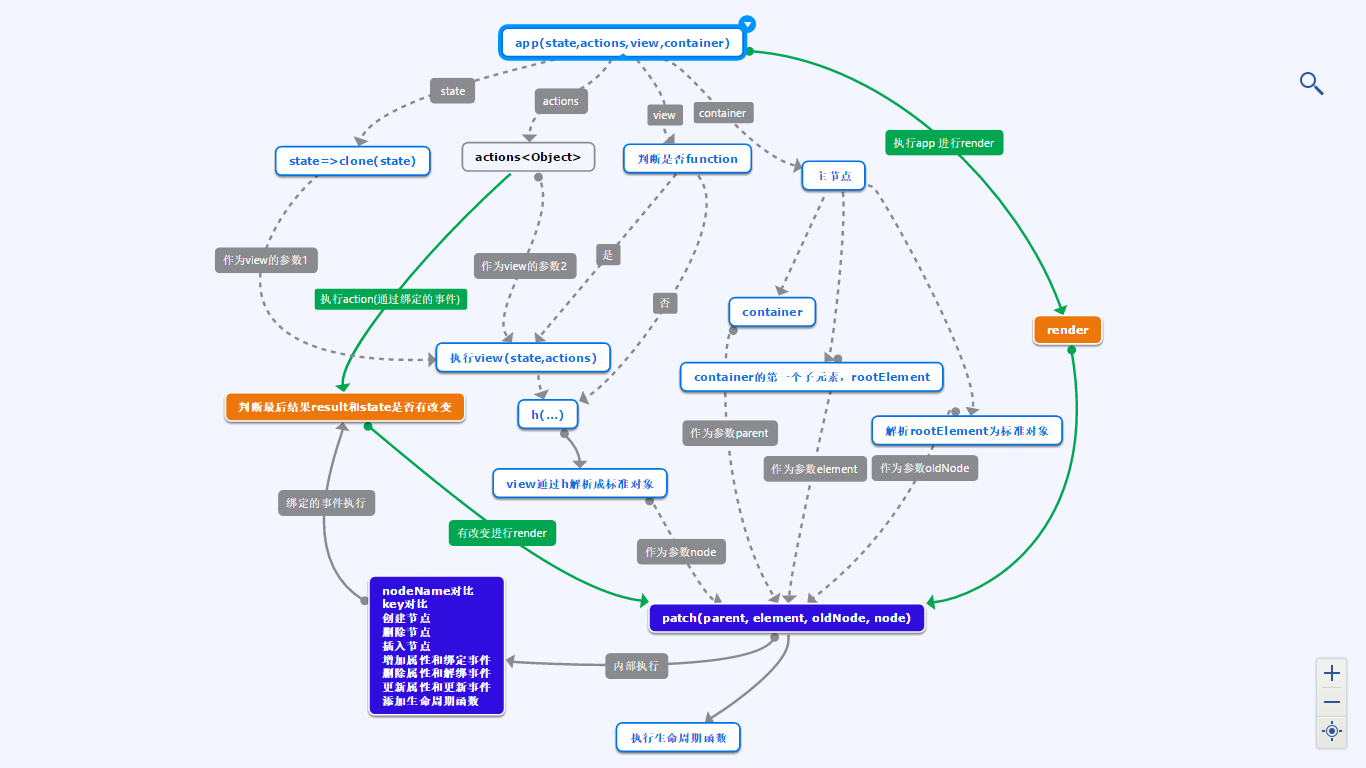 app(state,actions,view,container)
state
actions
view
container
执行app 进行render
state=>clone(state)
actions<Object>
判断是否function
主节点
作为view的参数1
作为view的参数2
是
执行action(通过绑定的事件)
否
container
render
执行view(state,actions)
container的第一个子元素，rootElement
判断最后结果result和state是否有改变
h(...)
解析rootElement为标准对象
作为参数parent
作为参数element
作为参数oldNode
view通过h解析成标准对象
绑定的事件执行
有改变进行render
作为参数node
nodeName对比
key对比
创建节点
删除节点
插入节点
增加属性和绑定事件
删除属性和解绑事件
更新属性和更新事件
添加生命周期函数
patch(parent, element, oldNode, node)
内部执行
执行生命周期函数